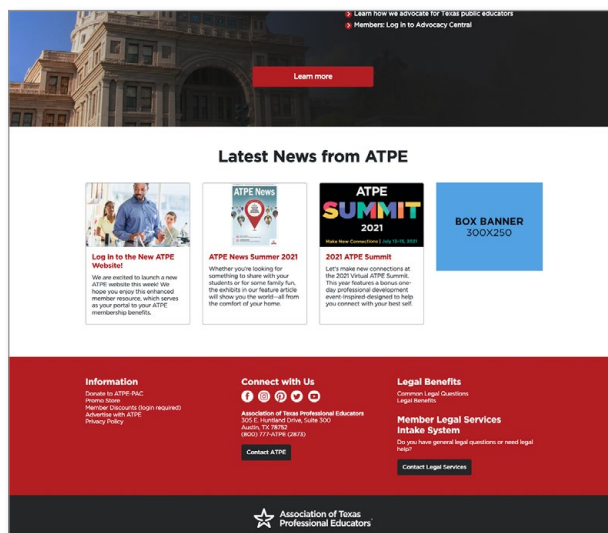 Learn how we advocate for Texas public educators
Members: Log in to Advocacy Central
Learn more
Latest News from ATPE
Log in to the New ATPE
Website!
We are excited to launch a new
ATPE website this week! We
hope you enjoy this enhanced
member resource, which serves
as your portal to your ATPE
membership benefits.
ATPE News
ATPE News Summer 2021
Whether you're looking for
something to share with your
students or for some family fun,
the exhibits in our feature article
will show you the world—all from
the comfort of your home.
ATPE
SUMMIT
2021
Make New Connections | July 13–15, 2021
2021 ATPE Summit
Let's make new connections at
the 2021 Virtual ATPE Summit.
This year features a bonus one-
day professional development
event-inspired-designed to help
you connect with your best self.
BOX BANNER
300X250
Information
Donate to ATPE-PAC
Promo Store
Member Discounts (login required)
Advertise with ATPE
Privacy Policy
Connect with Us
Association of Texas Professional Educators
305 E. Huntland Drive, Suite 300
Austin, TX 78752
(800) 777-ATPE (2873)
Contact ATPE
Legal Benefits
Common Legal Questions
Legal Benefits
Member Legal Services
Intake System
Do you have general legal questions or need legal
help?
Contact Legal Services
Association of Texas
Professional Educators